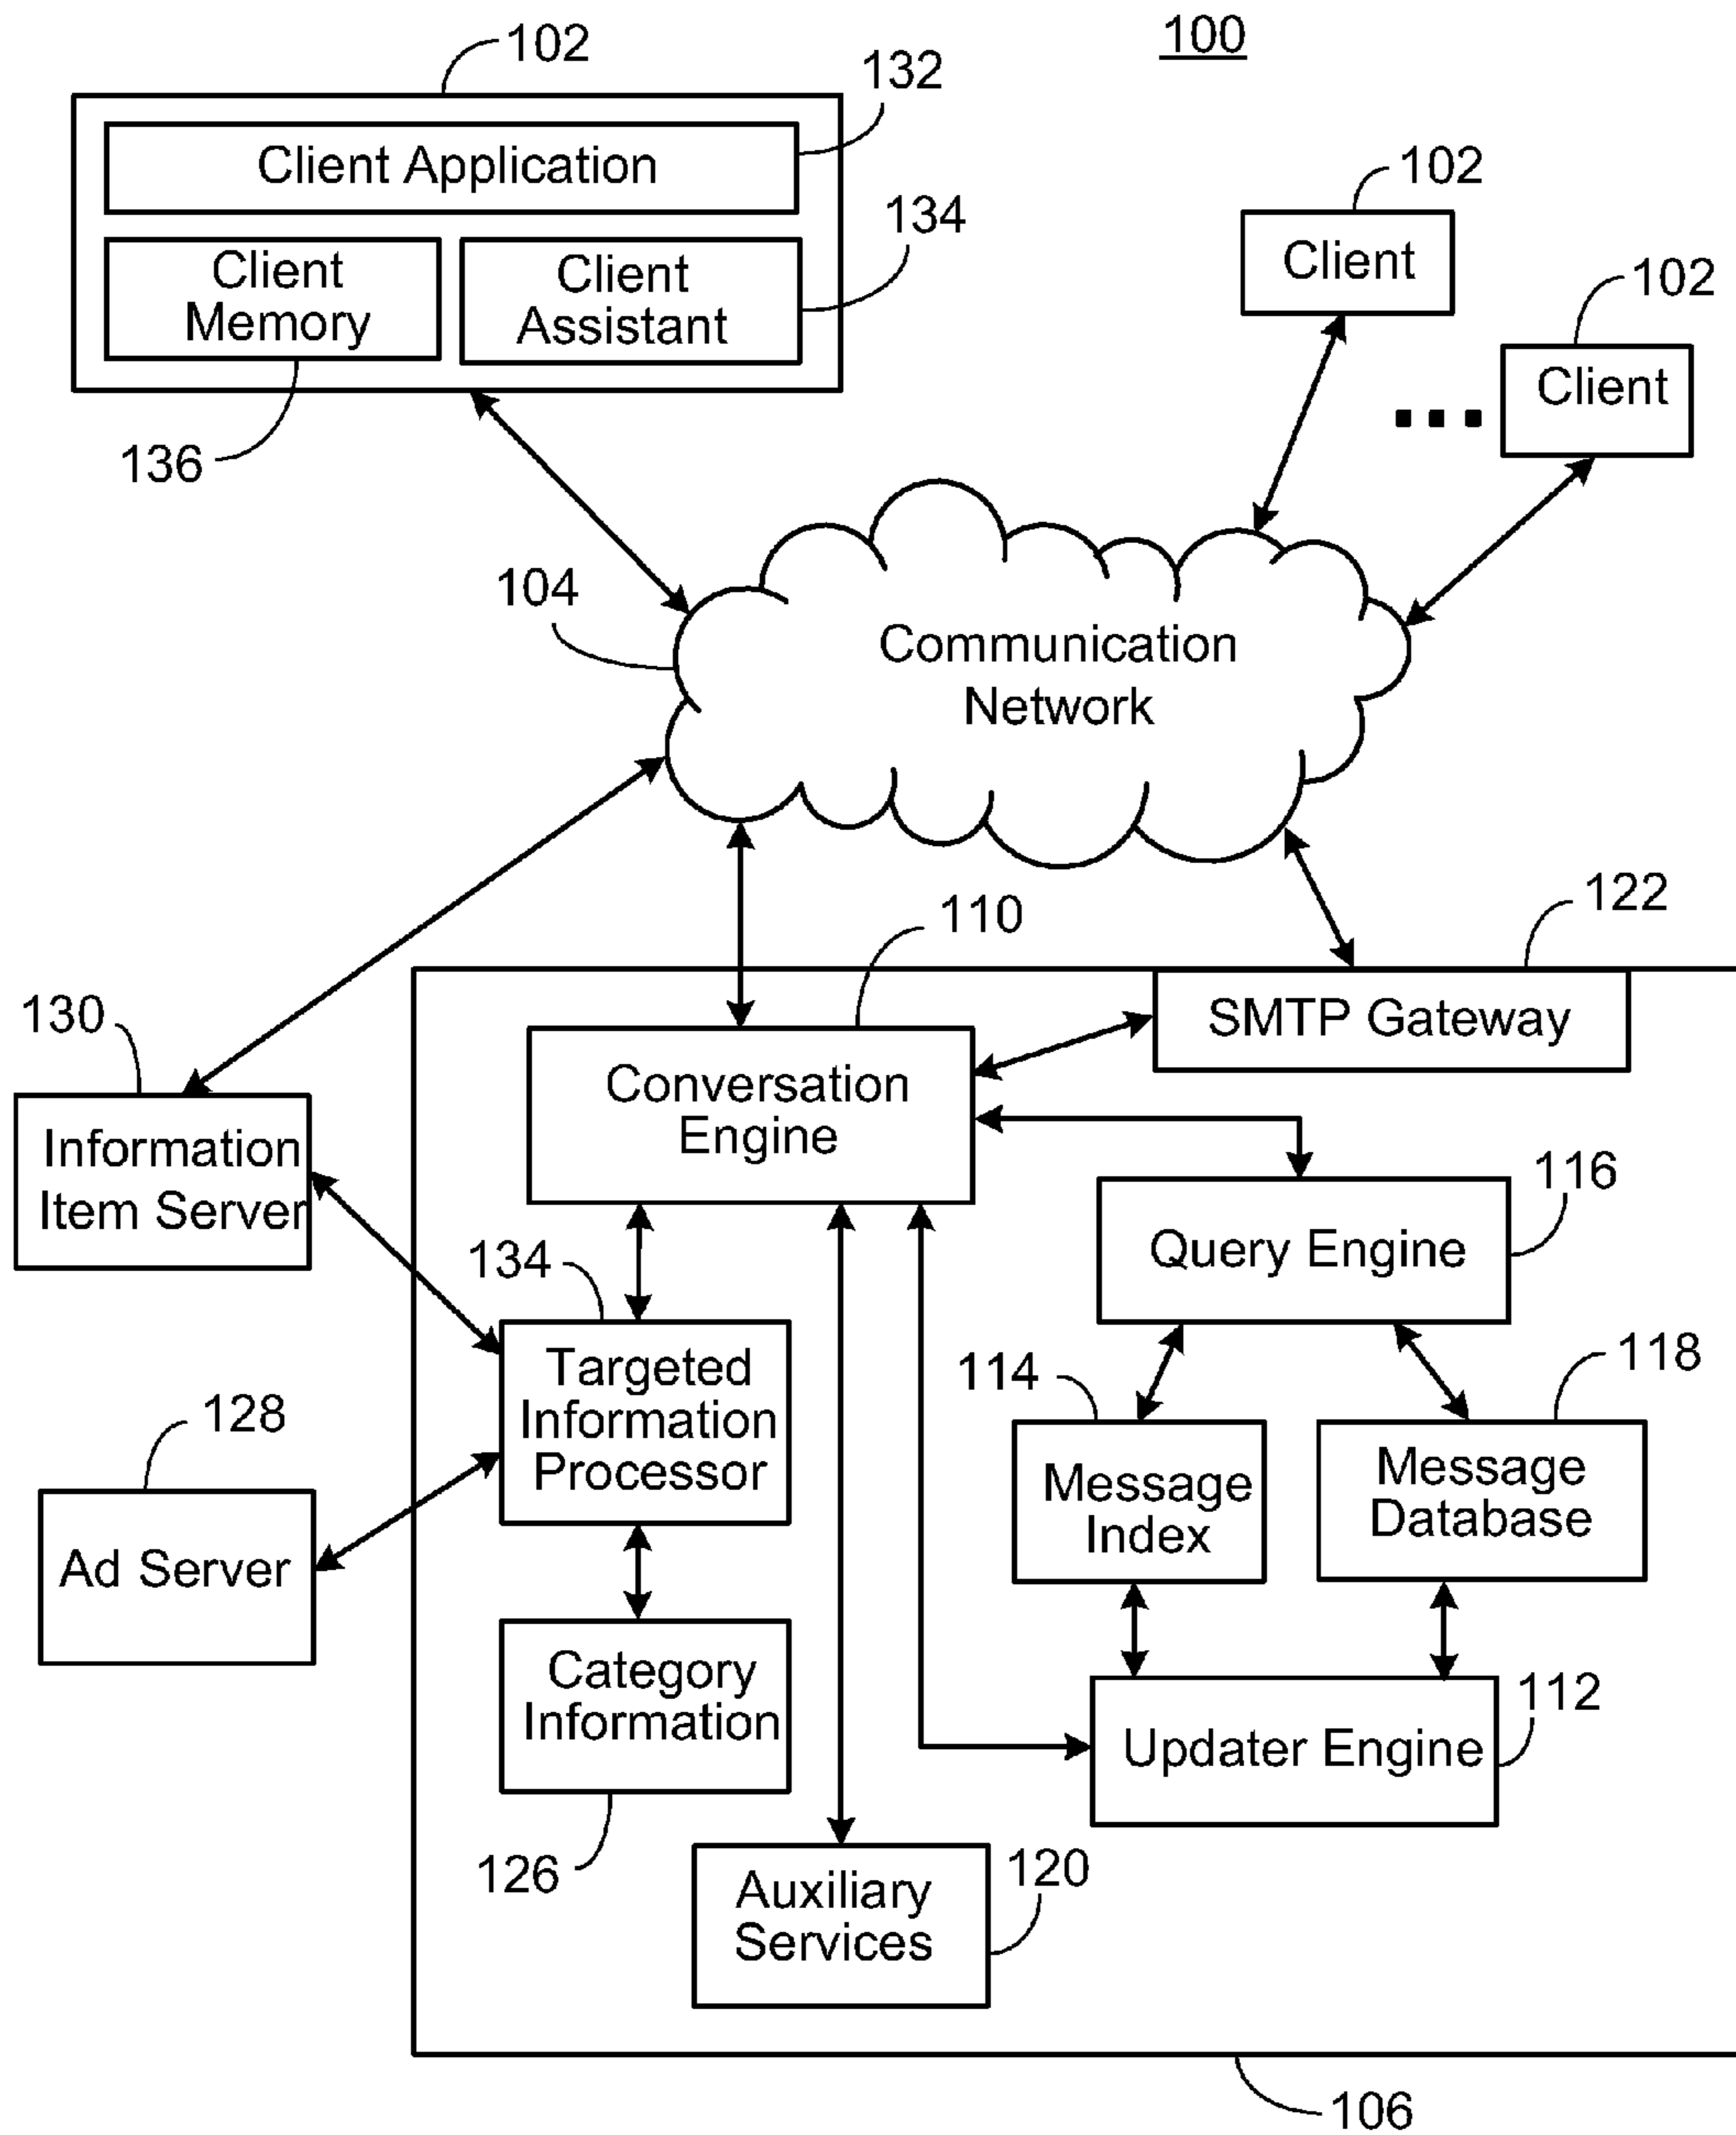 100
102
132
Client Application
134
Client
Memory
Client
Assistant
136
102
Client
102
Client
104
Communication
Network
110
122
SMTP Gateway
130
Information
Item Server
Conversation
Engine
116
Query Engine
134
Targeted
Information
Processor
114
118
Message
Index
Message
Database
128
Ad Server
Category
Information
126
112
Updater Engine
120
Auxiliary
Services
106